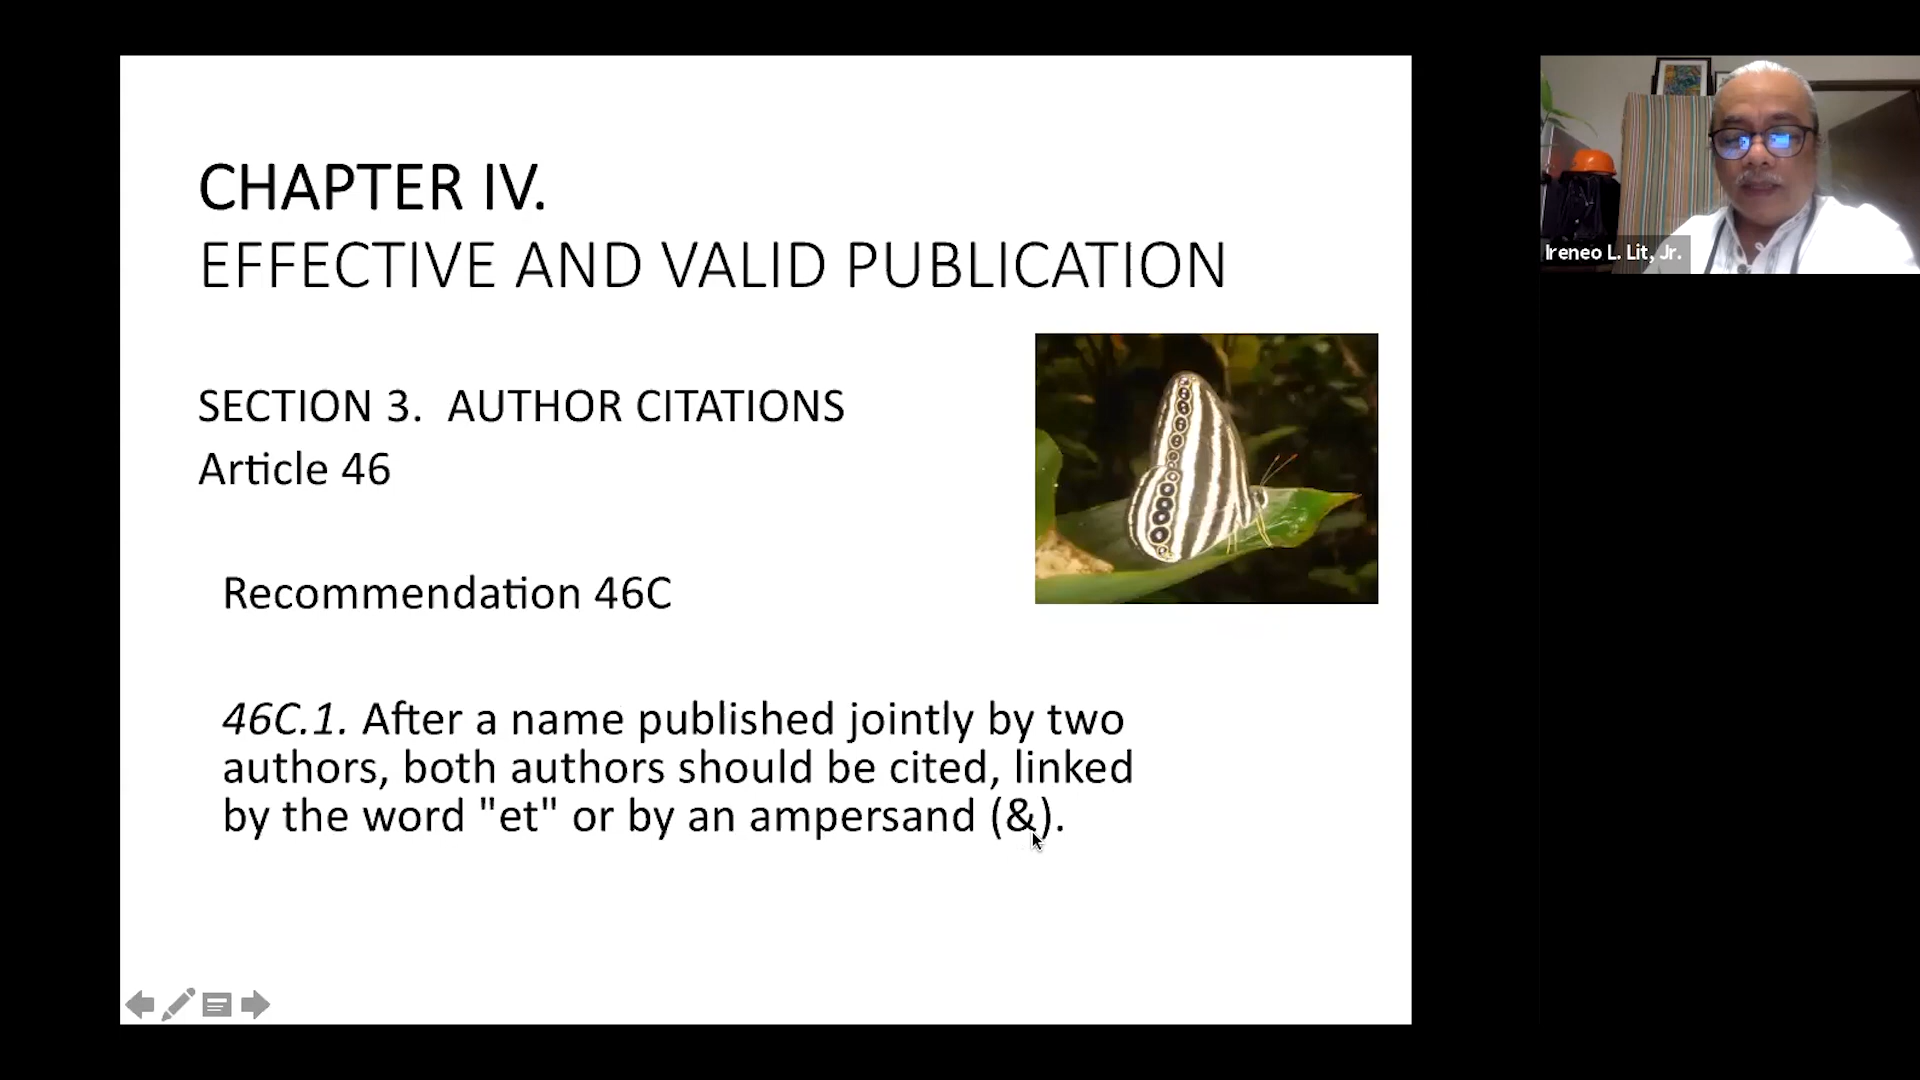 CHAPTER IV.
EFFECTIVE AND VALID PUBLICATION
SECTION 3.  AUTHOR CITATIONS
Article 46
Recommendation 46C
46C.1. After a name published jointly by two
authors, both authors should be cited, linked
by the word "et" or by an ampersand (&).
Ireneo L. Lit, Jr.